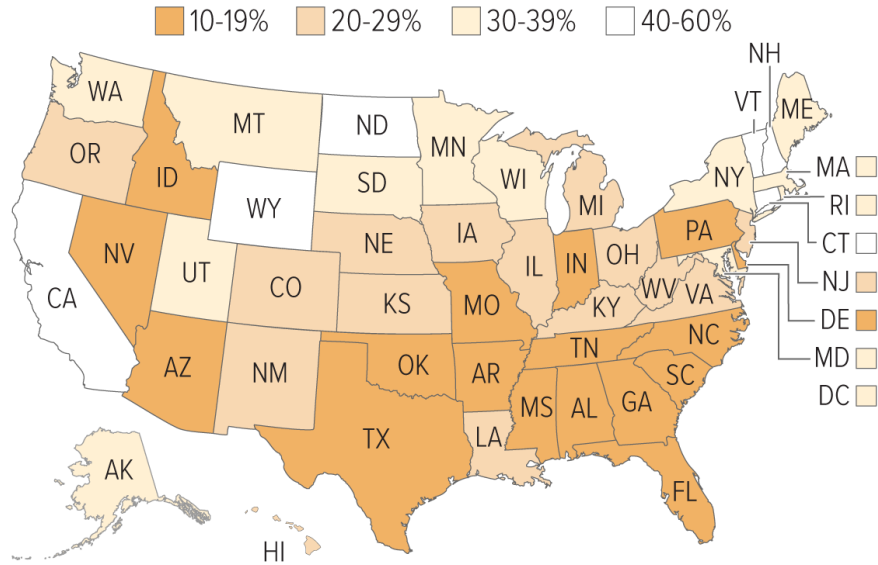 10-19% 20-29% 30-39% 40-60%
NH
WA
VT
ME
MT
ND
MN
OR
MA
ID
SD
WI
NY
MI
RI
WY
PA
CT
NV
NE
IA
OH
UT
IL
IN
NJ
CA
CO
WV
VA
KS
MO
KY
DE
NC
TN
MD
AZ
OK
NM
AR
SC
DC
MS
AL
GA
TX
LA
AK
FL
HI